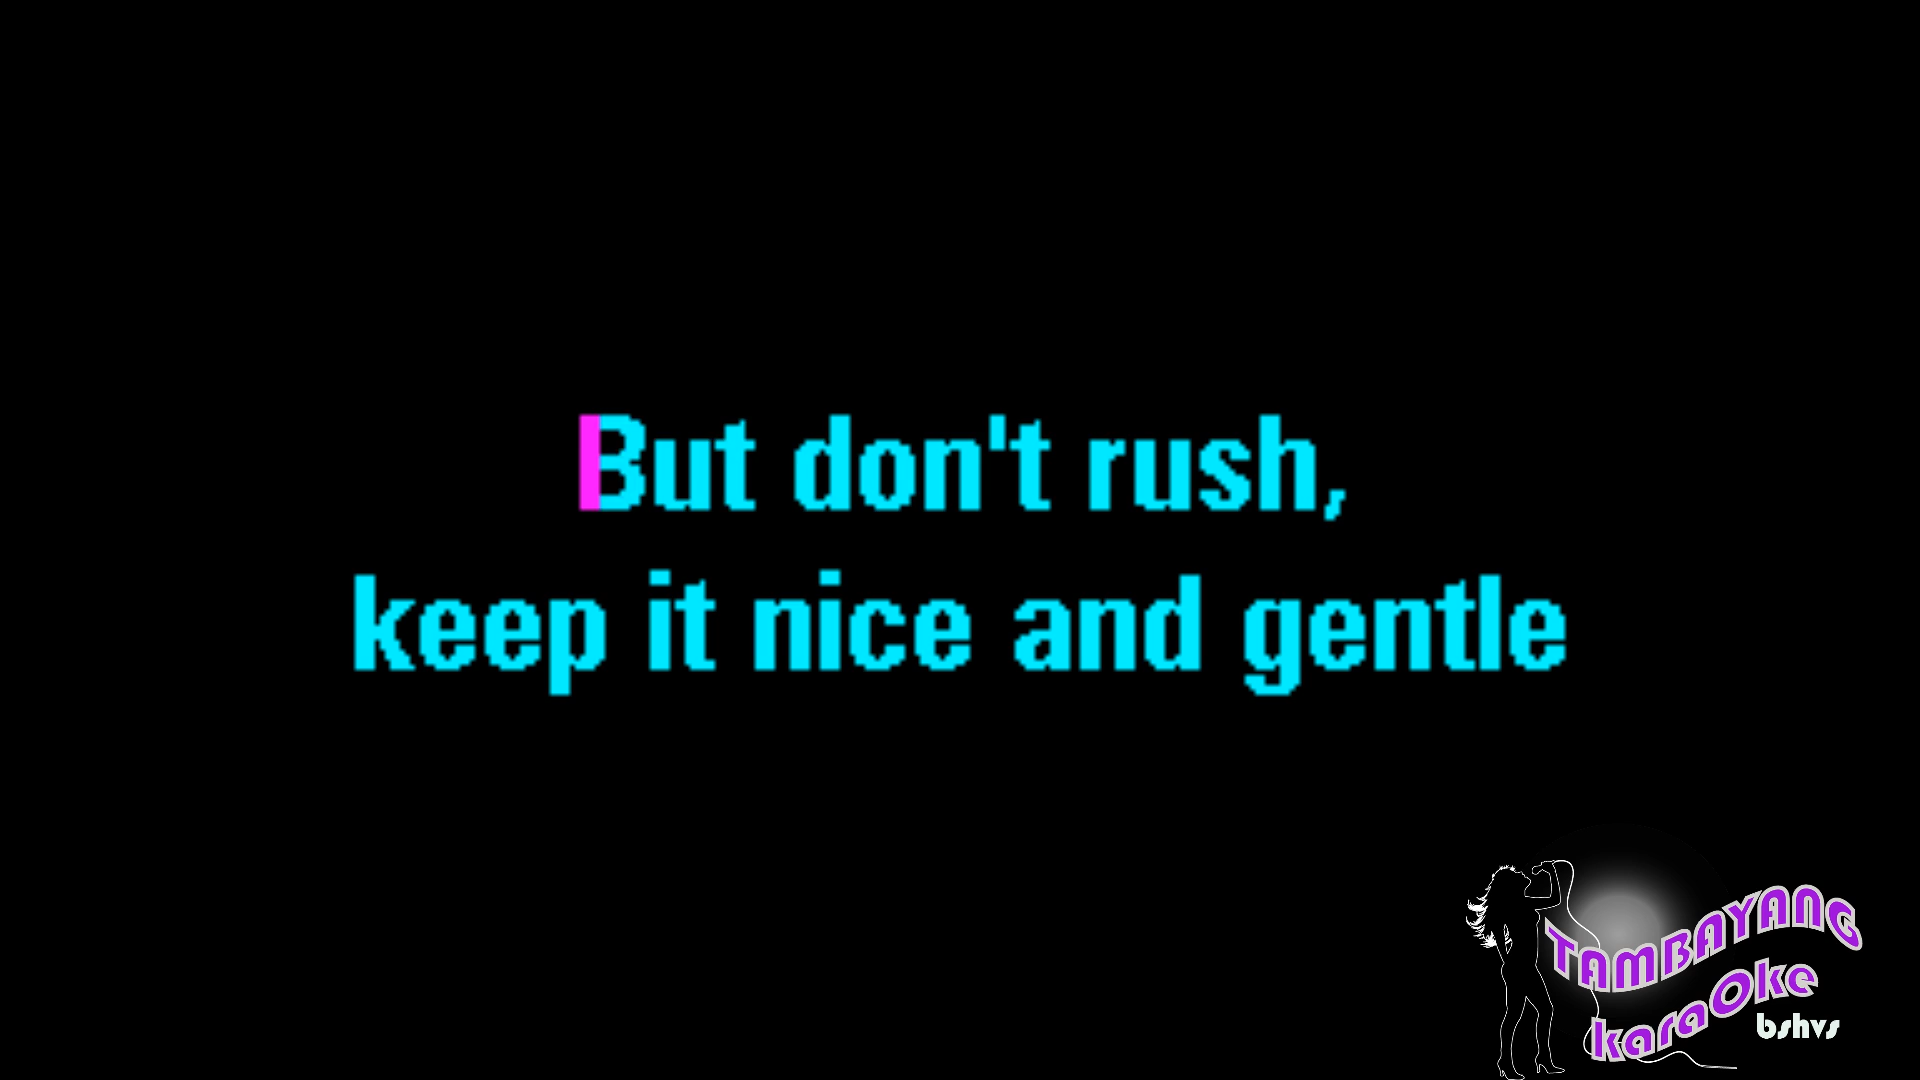 But don't rush,
keep it nice and gentle
TAMBAYANG
karaOke
bshvs